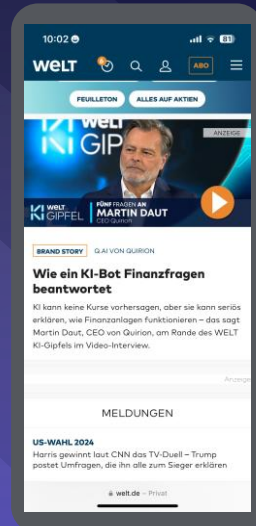 10:02
81
WELT
ABO
FEUILLETON
ALLES AUF AKTIEN
WELT
KI GIP
ANZEIGE
KI WELT GIPFEL
FÜNF FRAGEN AN
MARTIN DAUT
CEO Quirion
BRAND STORY Q.AI VON QUIRION
Wie ein KI-Bot Finanzfragen
beantwortet
KI kann keine Kurse vorhersagen, aber sie kann seriös
erklären, wie Finanzanlagen funktionieren – das sagt
Martin Daut, CEO von Quirion, am Rande des WELT
KI-Gipfels im Video-Interview.
Anzeige
MELDUNGEN
US-WAHL 2024
Harris gewinnt laut CNN das TV-Duell – Trump
postet Umfragen, die ihn alle zum Sieger erklären
welt.de – Privat